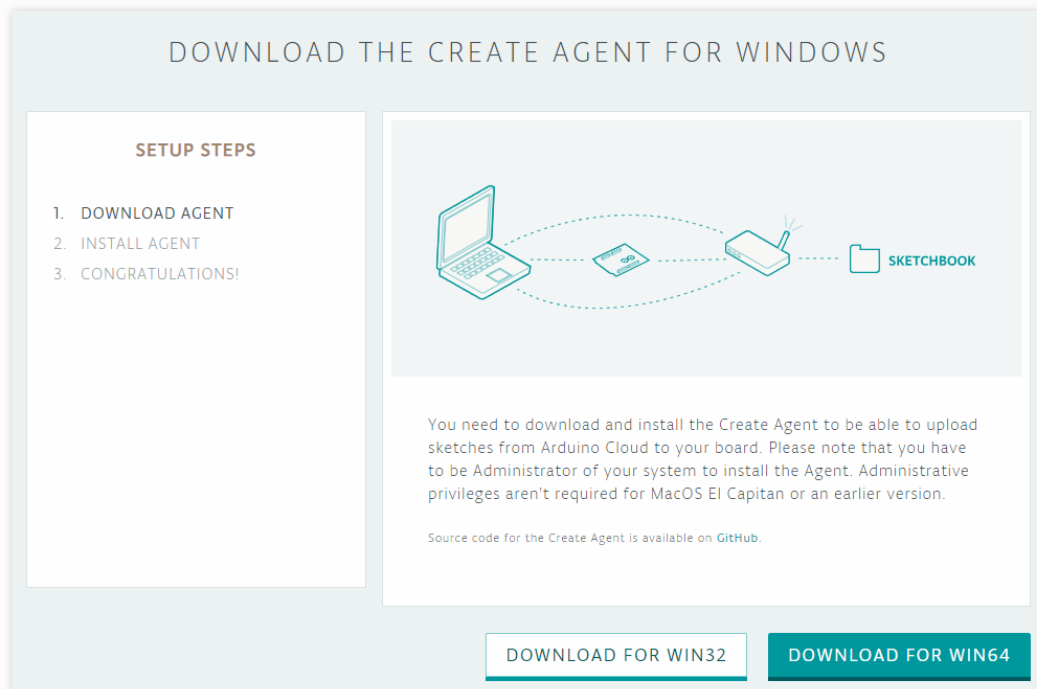 DOWNLOAD THE CREATE AGENT FOR WINDOWS
SETUP STEPS
1. DOWNLOAD AGENT
2. INSTALL AGENT
3. CONGRATULATIONS!
SKETCHBOOK
You need to download and install the Create Agent to be able to upload
sketches from Arduino Cloud to your board. Please note that you have
to be Administrator of your system to install the Agent. Administrative
privileges aren't required for MacOS El Capitan or an earlier version.
Source code for the Create Agent is available on GitHub.
DOWNLOAD FOR WIN32
DOWNLOAD FOR WIN64